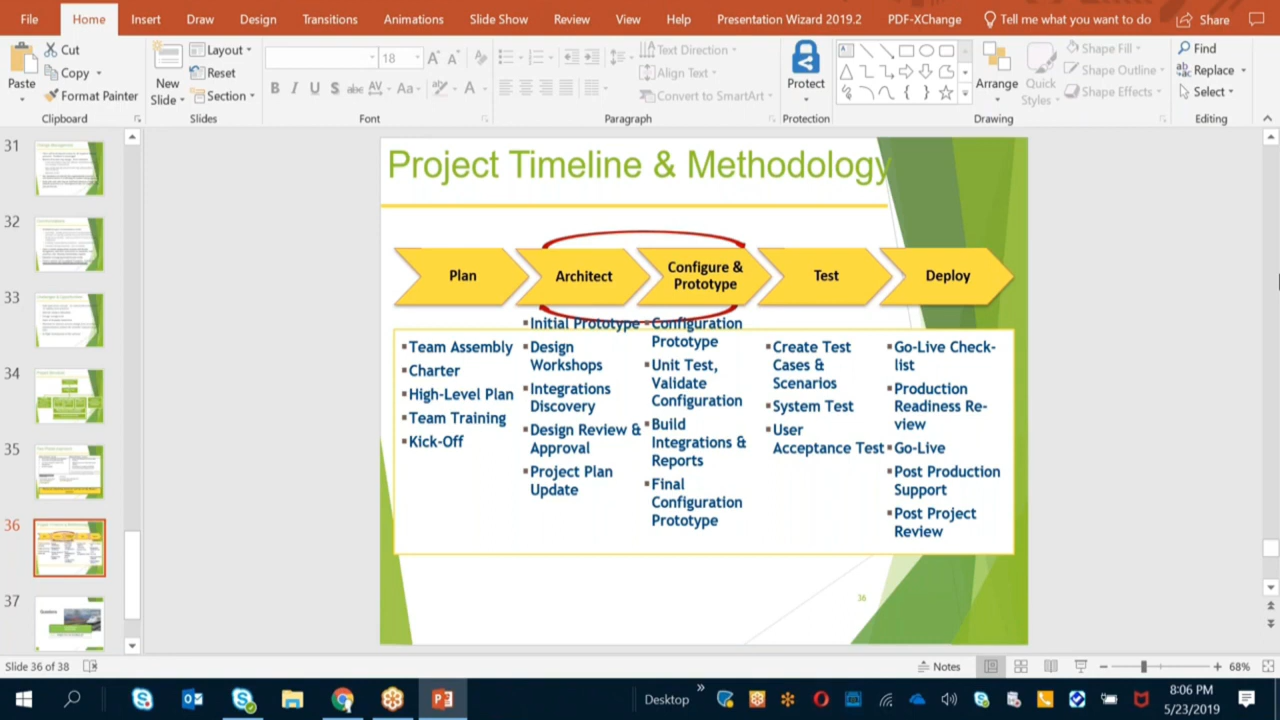 File Home Insert Draw Design Transitions Animations Slide Show Review View Help Presentation Wizard 2019.2 PDF-XChange Tell me what you want to do Share
Paste Cut Copy Format Painter Clipboard
New Slide Layout Reset Section Slides
18 B I U S abc AV Aa A Font
Text Direction Align Text Convert to SmartArt Paragraph
Protect Protection
Arrange Quick Styles Shape Fill Shape Outline Shape Effects Drawing
Find Replace Select Editing
31
32
33
34
35
36
37
Questions
Project Timeline & Methodology
Plan
Architect
Configure &
Prototype
Test
Deploy
Team Assembly
Charter
High-Level Plan
Team Training
Kick-Off
Initial Prototype
Design
Workshops
Integrations
Discovery
Design Review &
Approval
Project Plan
Update
Configuration
Prototype
Unit Test,
Validate
Configuration
Build
Integrations &
Reports
Final
Configuration
Prototype
Create Test
Cases &
Scenarios
System Test
User
Acceptance Test
Go-Live Check-
list
Production
Readiness Re-
view
Go-Live
Post Production
Support
Post Project
Review
36
Slide 36 of 38 Notes 68%
Desktop 8:06 PM
5/23/2019